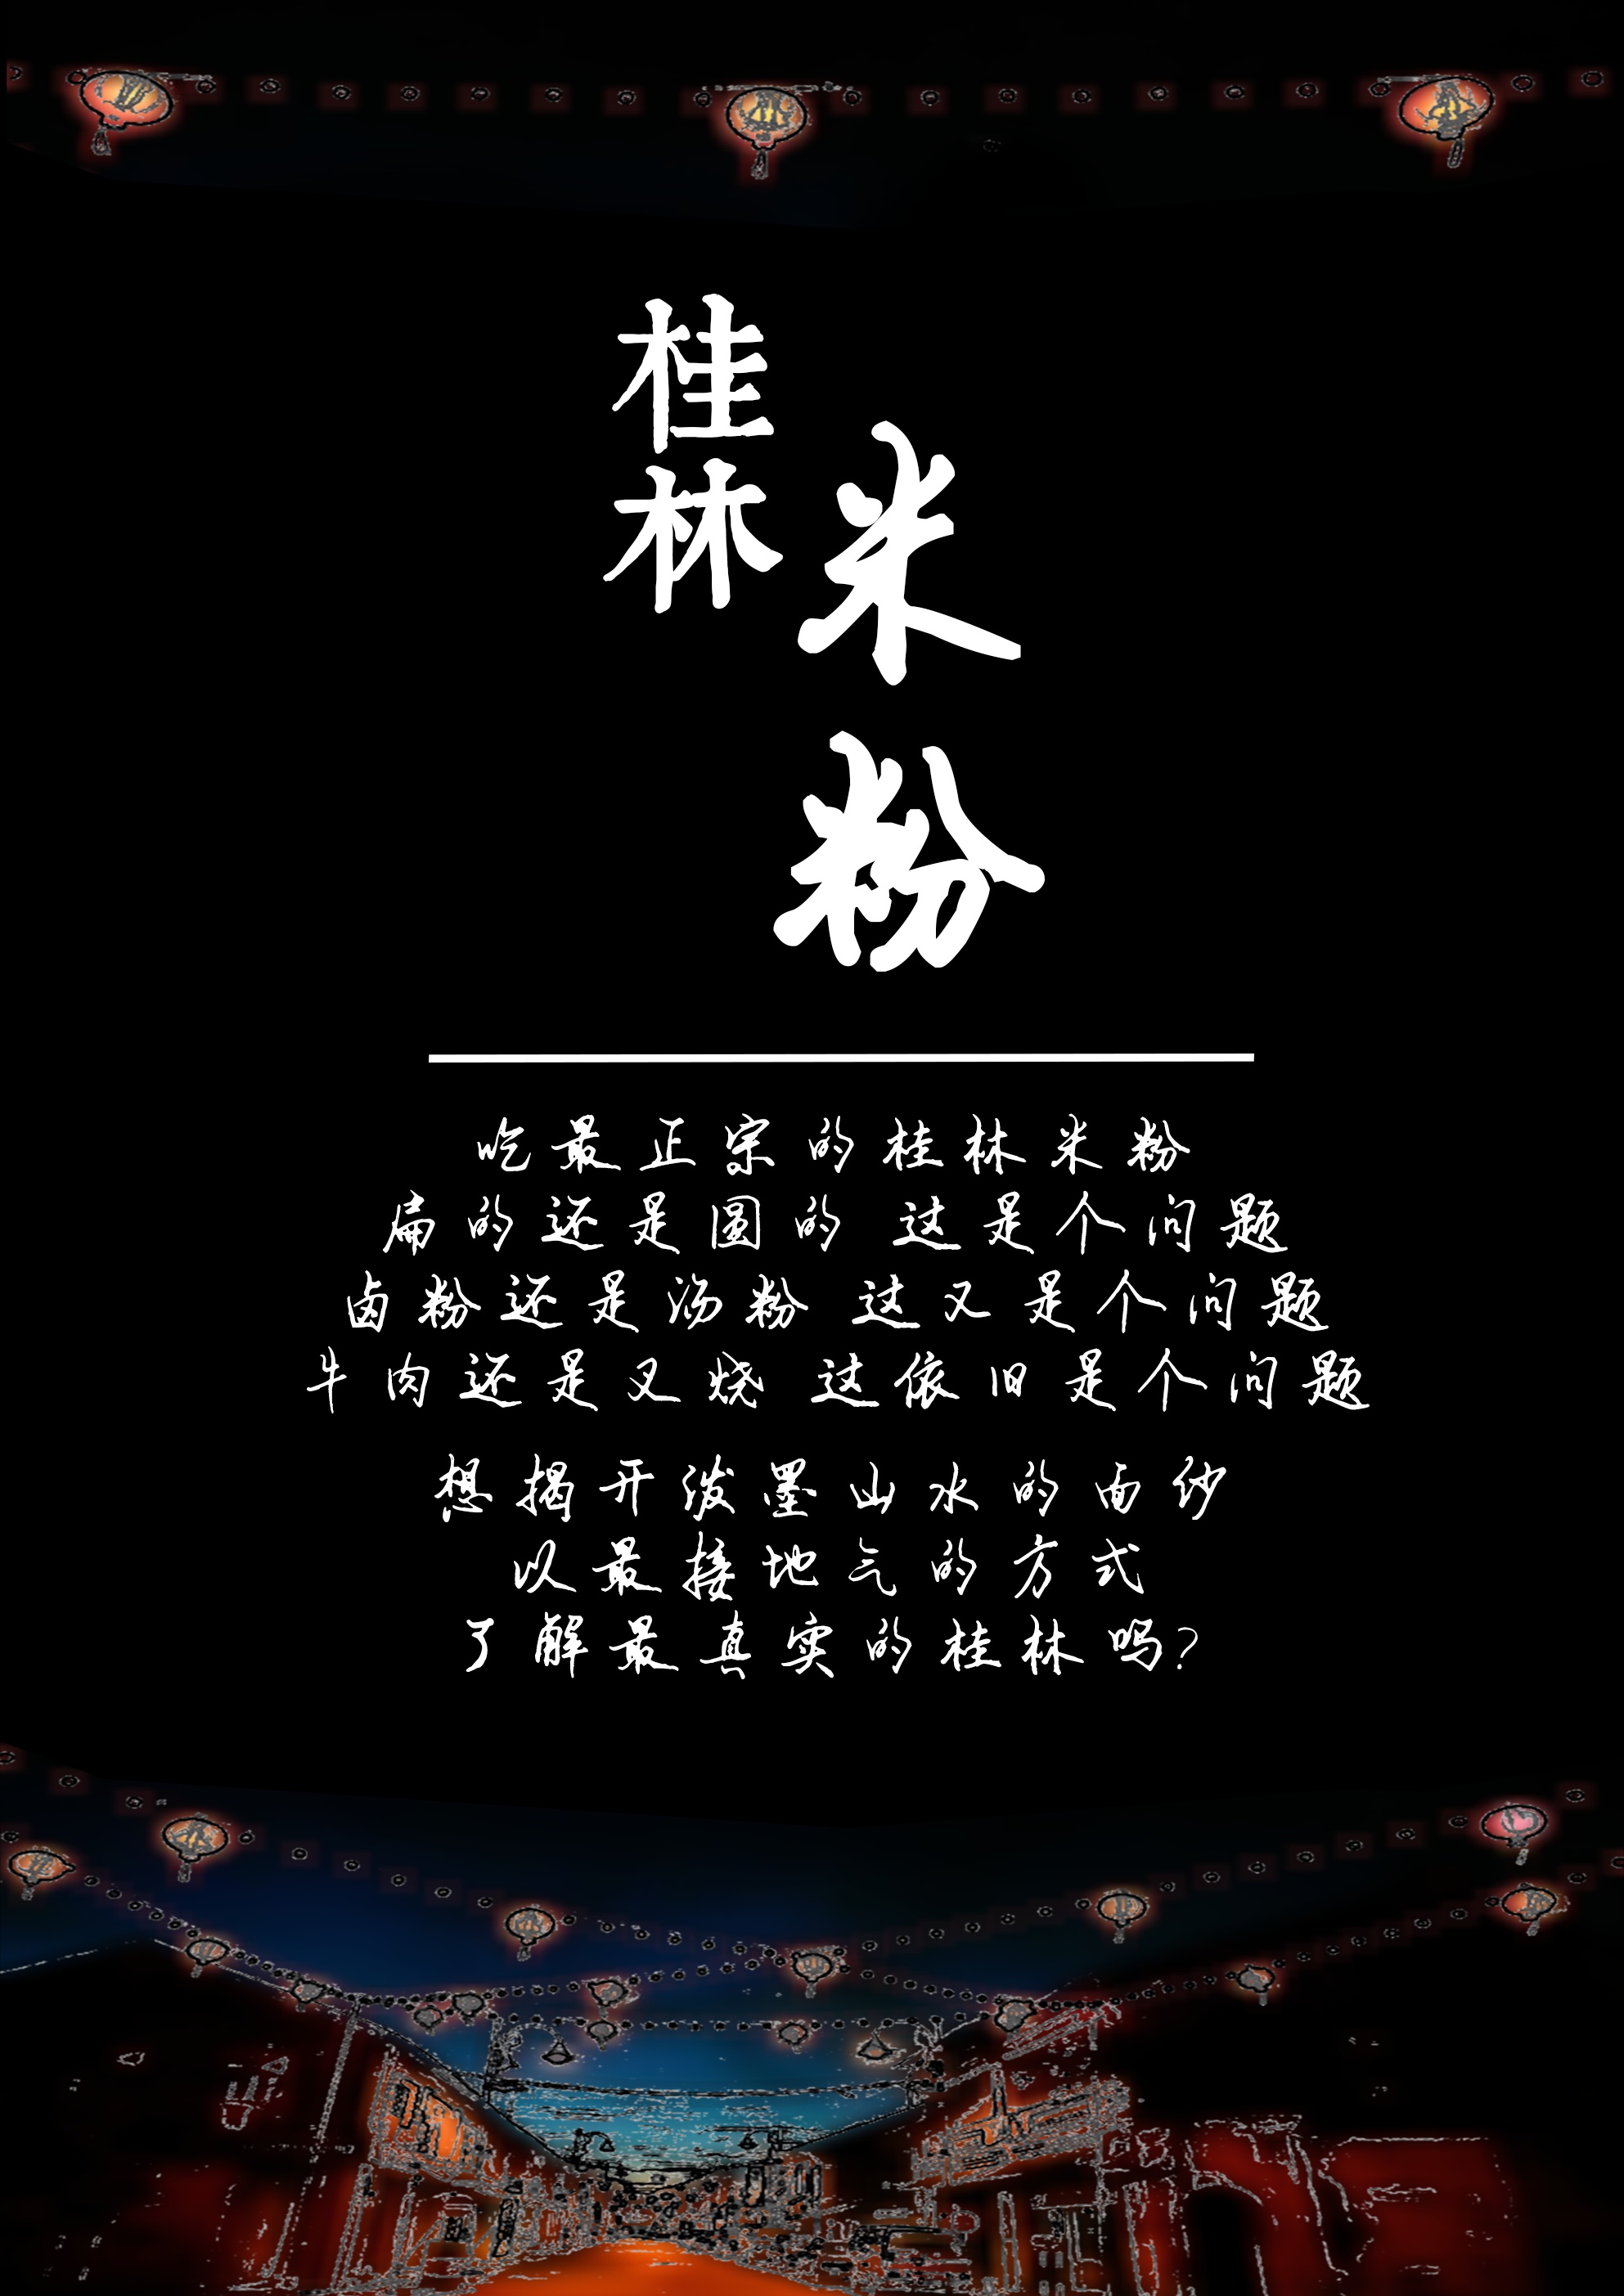 桂林
米粉
吃最正宗的桂林米粉
扁的还是圆的 这是个问题
卤粉还是汤粉 这又是个问题
牛肉还是叉烧 这依旧是个问题
想揭开泼墨山水的面纱
以最接地气的方式
了解最真实的桂林吗？